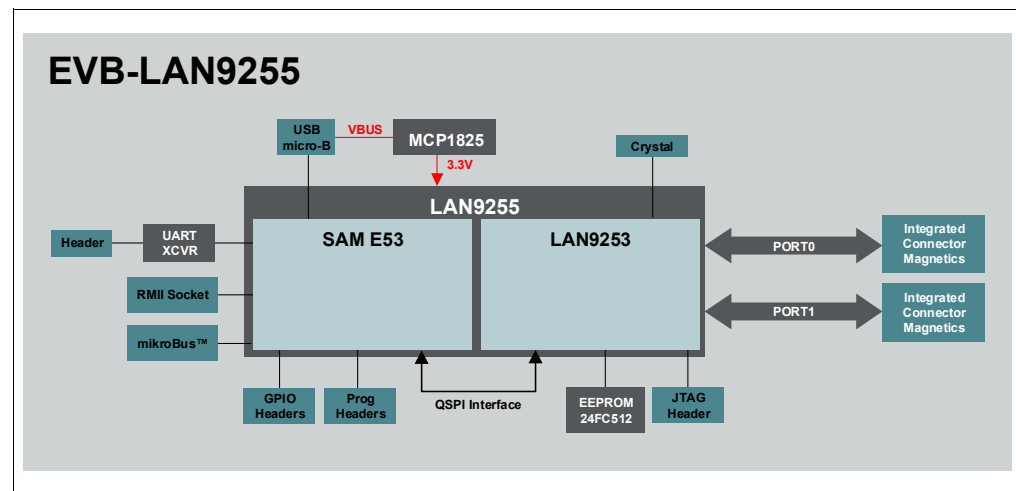 EVB-LAN9255
USB
micro-B
VBUS
MCP1825
3.3V
Crystal
LAN9255
SAM E53
LAN9253
Header
UART
XCVR
RMII Socket
mikroBus™
PORT0
Integrated
Connector
Magnetics
PORT1
Integrated
Connector
Magnetics
GPIO
Headers
Prog
Headers
QSPI Interface
EEPROM
24FC512
JTAG
Header